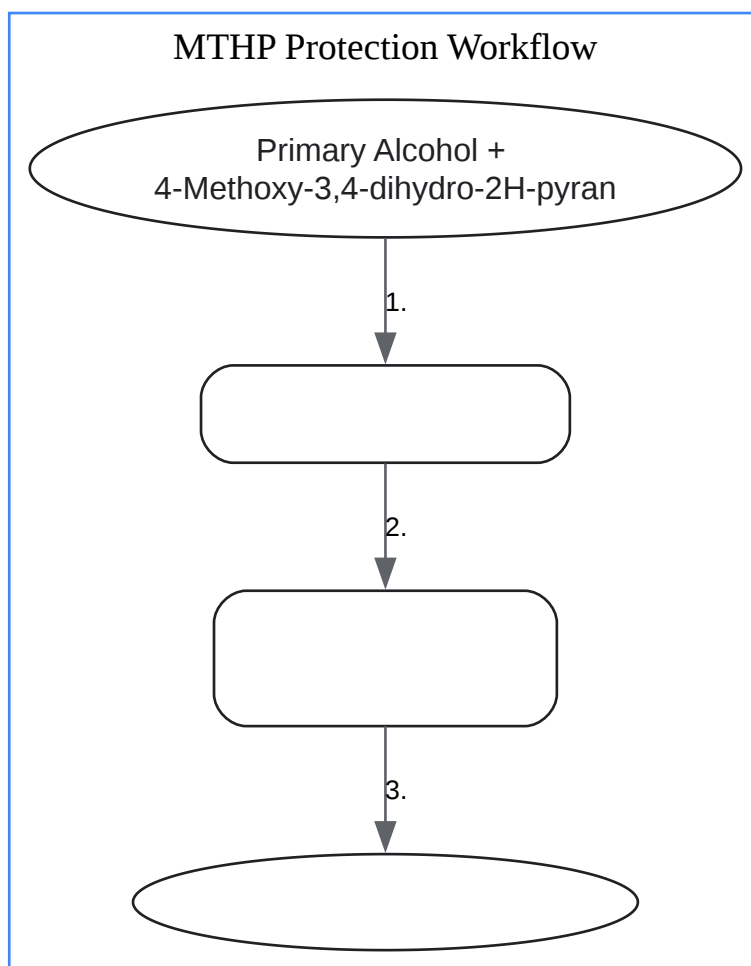 MTHP Protection Workflow
Primary Alcohol +
4-Methoxy-3,4-dihydro-2H-pyran
1.
2.
3.